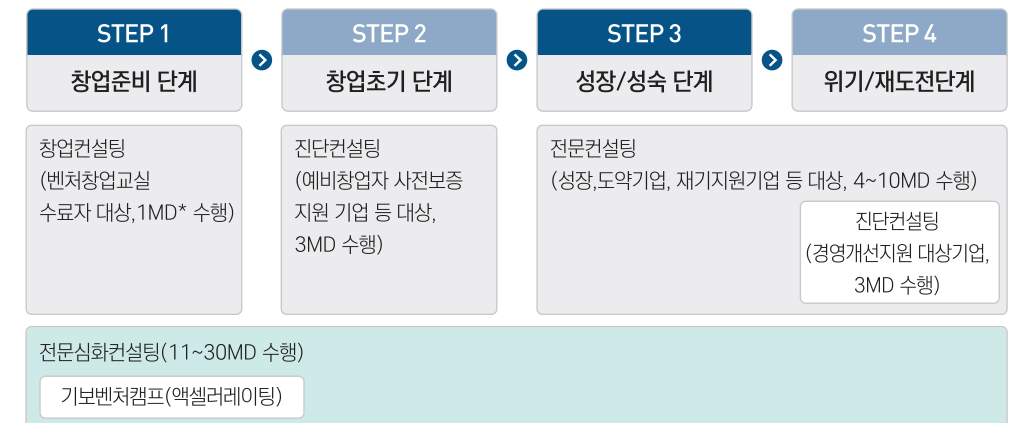 STEP 1
창업준비 단계
STEP 2
창업초기 단계
STEP 3
성장/성숙 단계
STEP 4
위기/재도전단계
창업컨설팅
(벤처창업교실
수료자 대상,1MD* 수행)
진단컨설팅
(예비창업자 사전보증
지원 기업 등 대상,
3MD 수행)
전문컨설팅
(성장,도약기업, 재기지원기업 등 대상, 4~10MD 수행)
진단컨설팅
(경영개선지원 대상기업,
3MD 수행)
전문심화컨설팅(11~30MD 수행)
기보벤처캠프(액셀러레이팅)